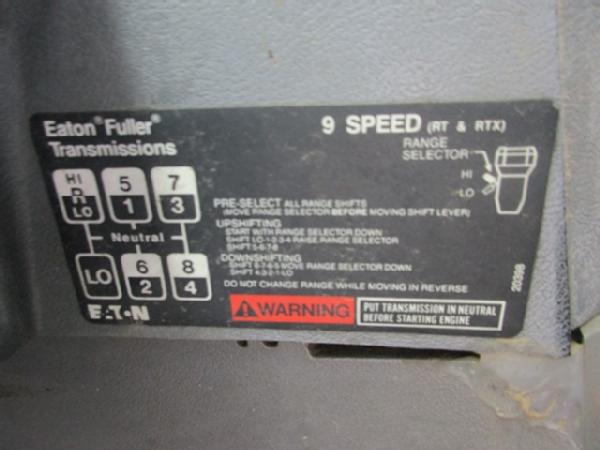 Eaton® Fuller®
Transmissions
9 SPEED (RT & RTX)
RANGE
SELECTOR
HI
LO
HI
R
LO
5
1
7
3
Neutral
LO
6
2
8
4
EATON
PRE-SELECT ALL RANGE SHIFTS
(MOVE RANGE SELECTOR BEFORE MOVING SHIFT LEVER)
UPSHIFTING
START WITH RANGE SELECTOR DOWN
SHIFT LO-1-2-3-4 RAISE RANGE SELECTOR
SHIFT 5-6-7-8
DOWNSHIFTING
SHIFT 8-7-6-5 MOVE RANGE SELECTOR DOWN
SHIFT 4-3-2-1-LO
DO NOT CHANGE RANGE WHILE MOVING IN REVERSE
WARNING
PUT TRANSMISSION IN NEUTRAL
BEFORE STARTING ENGINE
20398